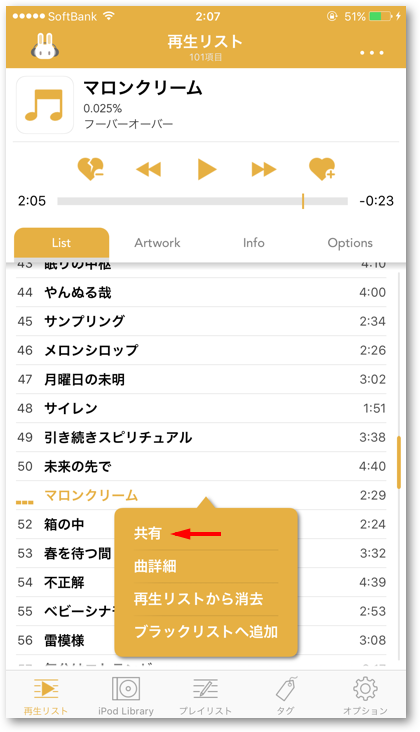 SoftBank 2:07 51%
再生リスト
101項目
マロンクリーム
0.025%
フーバーオーバー
2:05 -0:23
List Artwork Info Options
43 眠りの中枢 4:10
44 やんぬる哉 4:00
45 サンプリング 2:34
46 メロンシロップ 2:26
47 月曜日の未明 3:02
48 サイレン 1:51
49 引き続きスピリチュアル 3:38
50 未来の先で 4:40
マロンクリーム 2:29
52 箱の中 2:24
53 春を待つ間 3:32
54 不正解 4:39
55 ベビーシナ 2:53
56 雷模様 3:08
共有
曲詳細
再生リストから消去
ブラックリストへ追加
再生リスト iPod Library プレイリスト タグ オプション